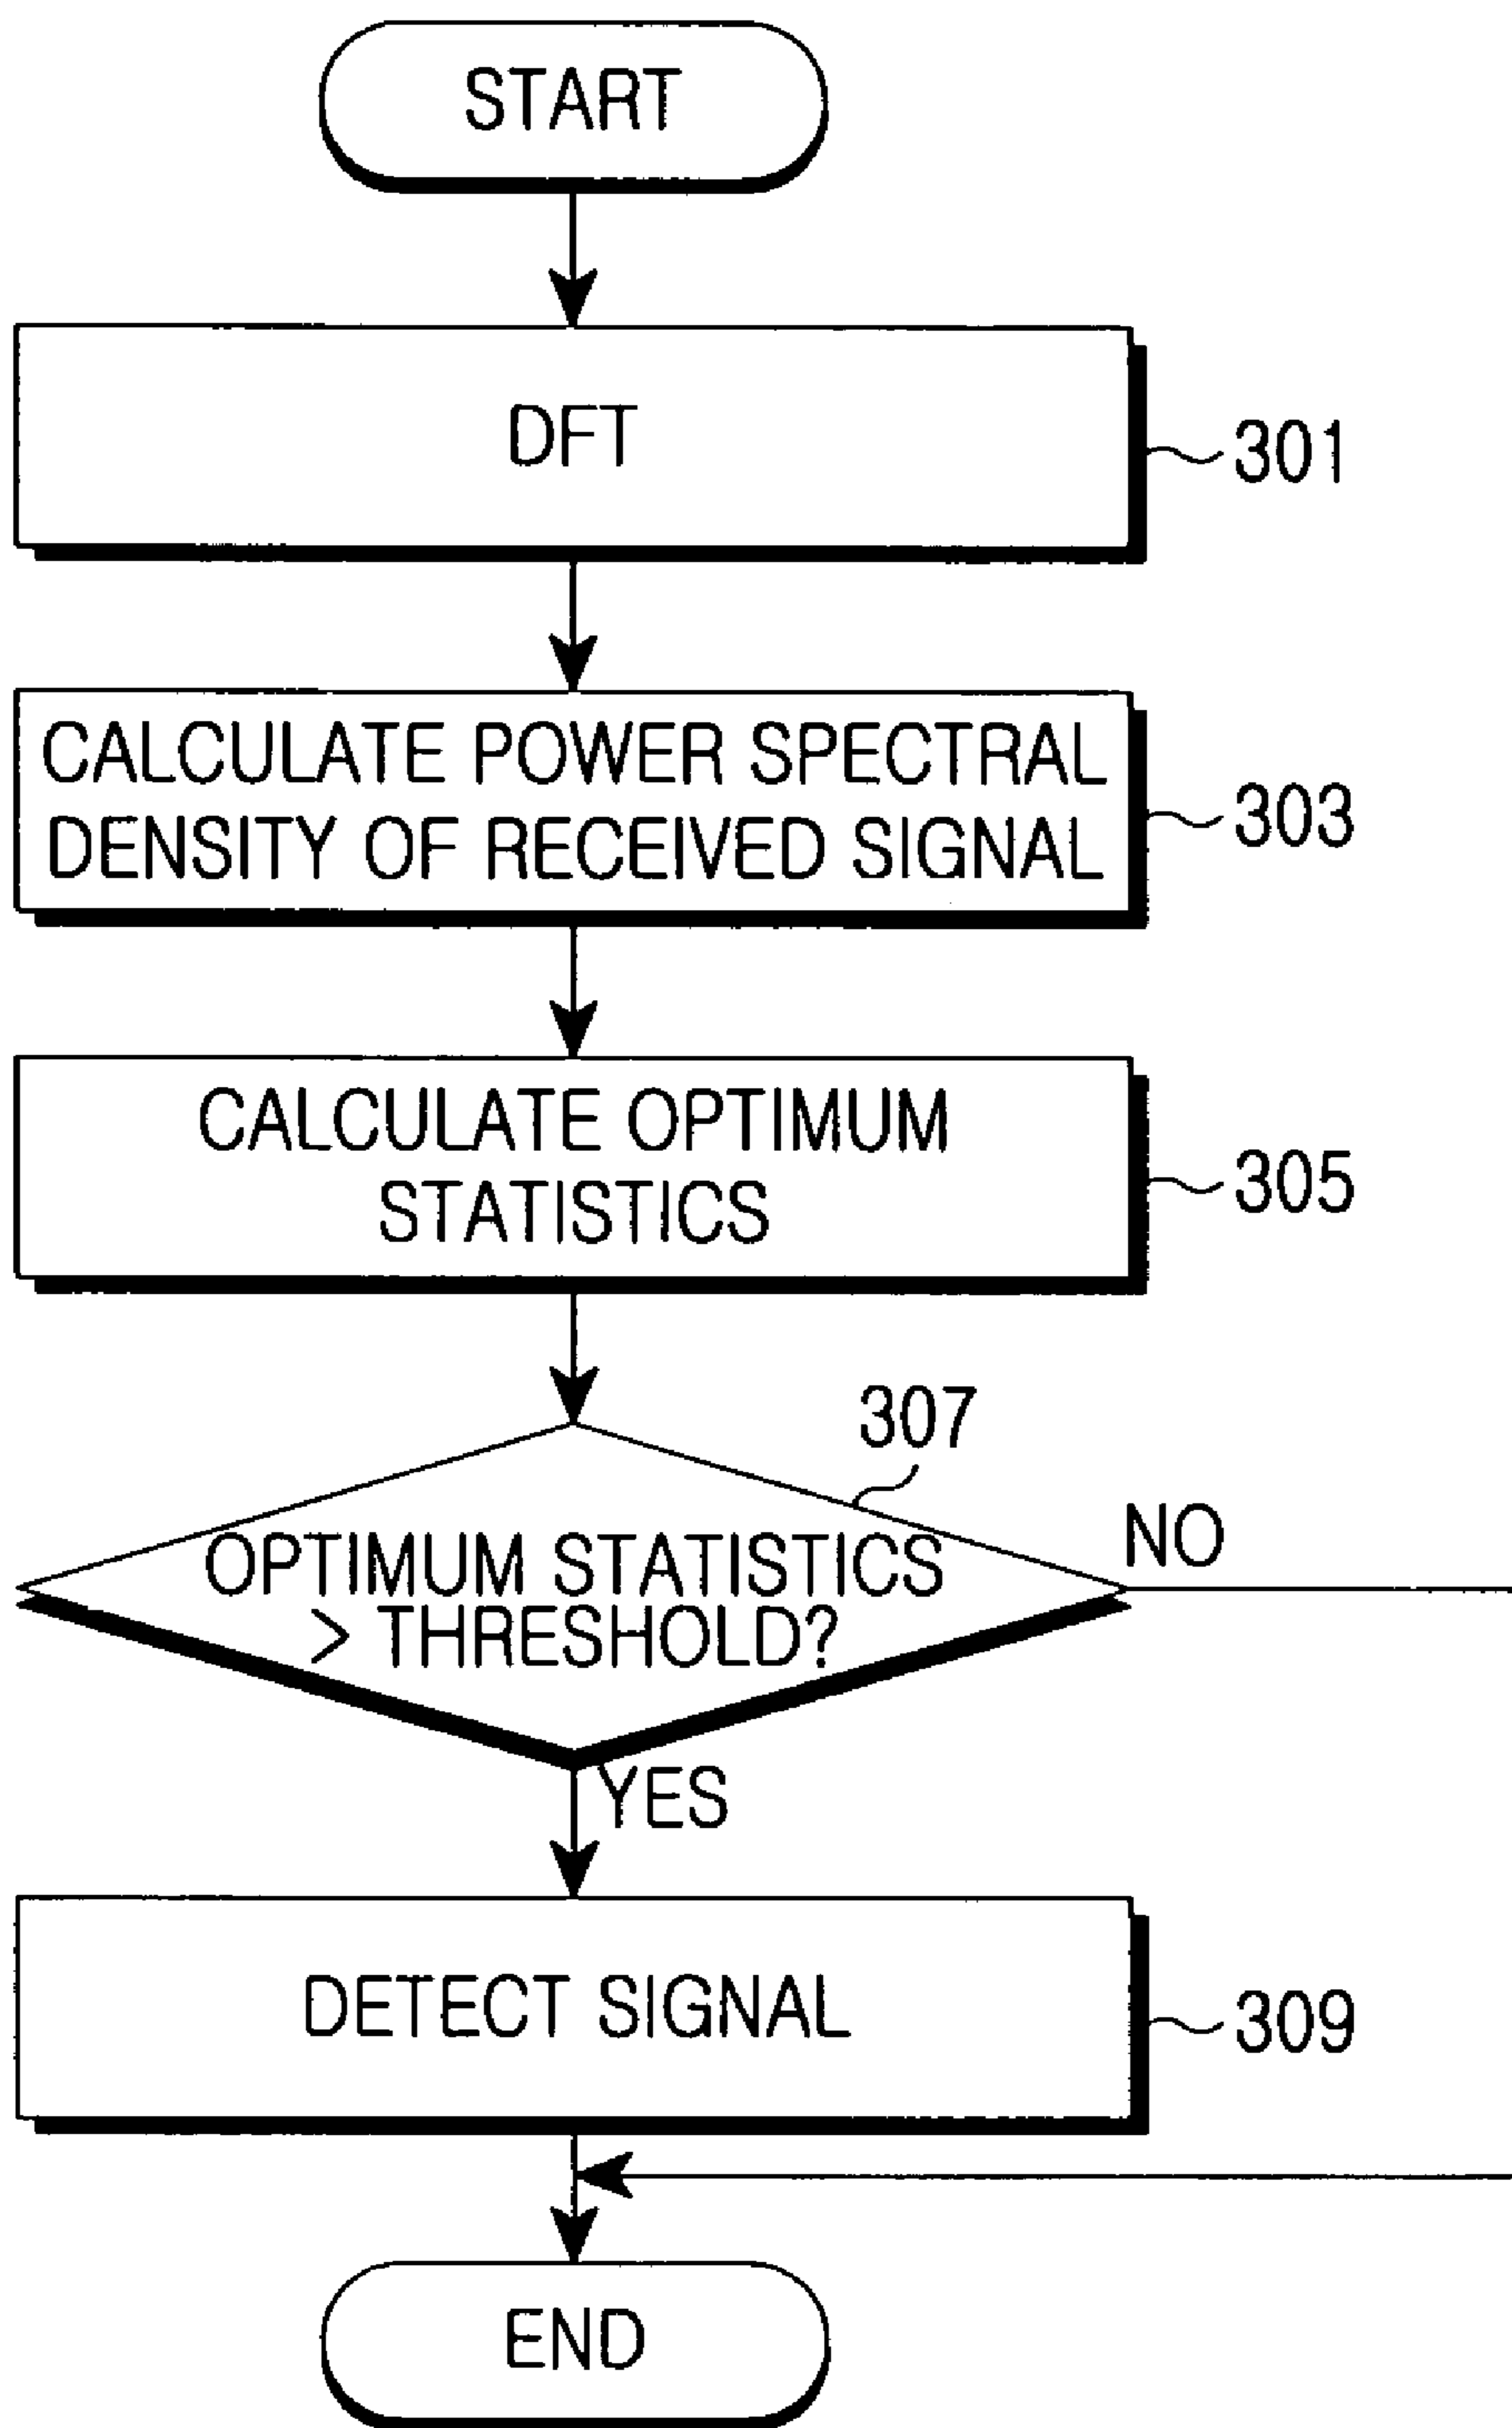 START
DFT
301
CALCULATE POWER SPECTRAL
DENSITY OF RECEIVED SIGNAL
303
CALCULATE OPTIMUM
STATISTICS
305
307
OPTIMUM STATISTICS
> THRESHOLD?
NO
YES
DETECT SIGNAL
309
END